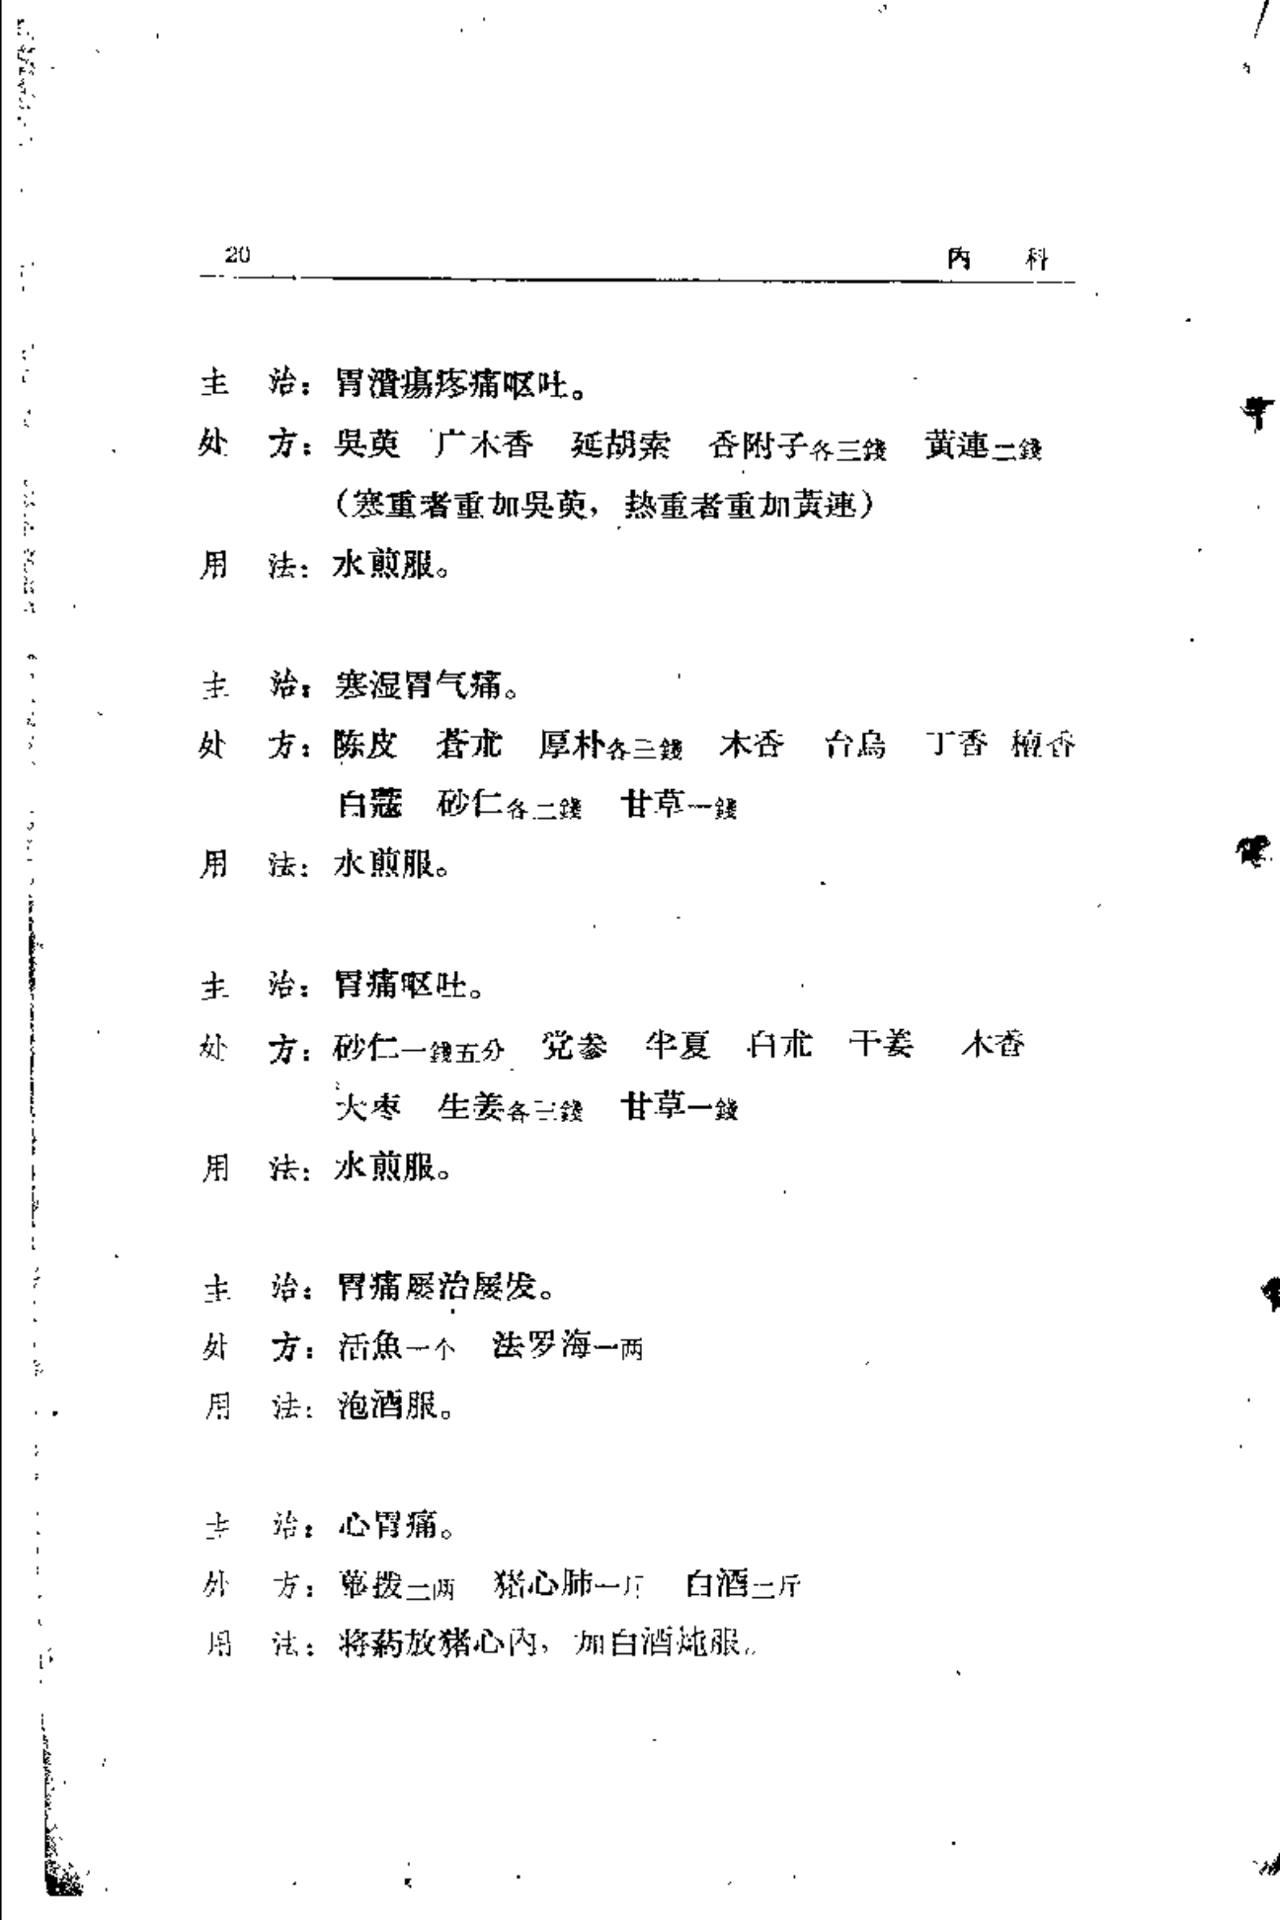 20 内 科
主 治：胃潰瘍疼痛呕吐。
处 方：吳萸 广木香 延胡索 香附子各三錢 黃連二錢
（寒重者重加吳萸，热重者重加黃連）
用 法：水煎服。
主 治：寒湿胃气痛。
处 方：陈皮 蒼朮 厚朴各三錢 木香 台烏 丁香 檀香
白蔻 砂仁各二錢 甘草一錢
用 法：水煎服。
主 治：胃痛呕吐。
处 方：砂仁一錢五分 党参 半夏 白朮 干姜 木香
大枣 生姜各三錢 甘草一錢
用 法：水煎服。
主 治：胃痛屡治屡发。
处 方：活魚一个 法罗海一两
用 法：泡酒服。
主 治：心胃痛。
处 方：蓽拨二两 猪心肺一斤 白酒二斤
用 法：将药放猪心內，加白酒炖服。